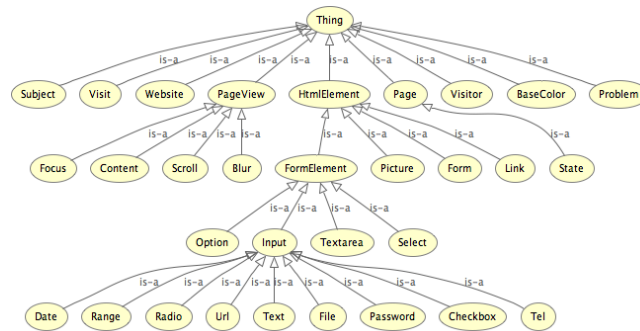 Thing
is-a is-a is-a is-a is-a is-a is-a is-a is-a
Subject Visit Website PageView HtmlElement Page Visitor BaseColor Problem
is-a is-a is-a is-a is-a is-a is-a is-a is-a
Focus Content Scroll Blur FormElement Picture Form Link State
is-a is-a is-a is-a
Option Input Textarea Select
is-a is-a is-a is-a is-a is-a is-a is-a is-a
Date Range Radio Url Text File Password Checkbox Tel